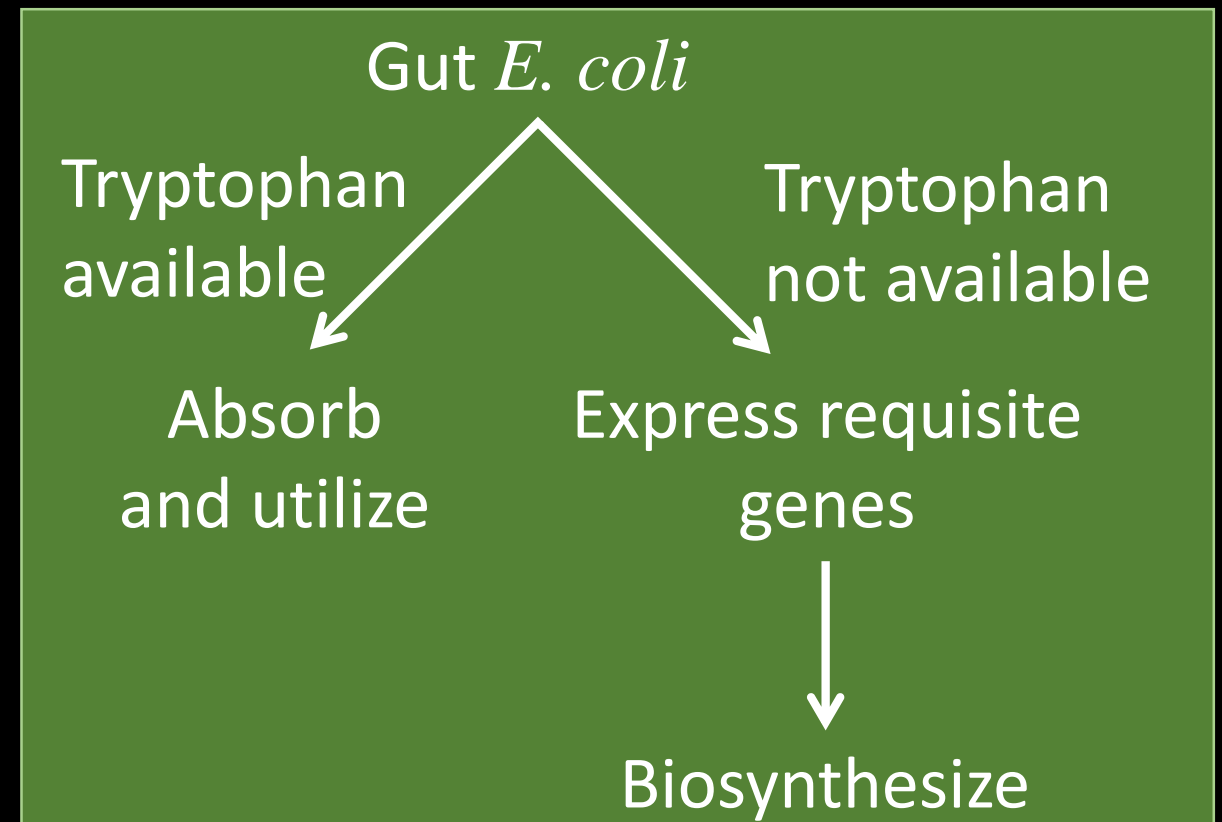 Gut E. coli
Tryptophan
available
Tryptophan
not available
Absorb
and utilize
Express requisite
genes
Biosynthesize